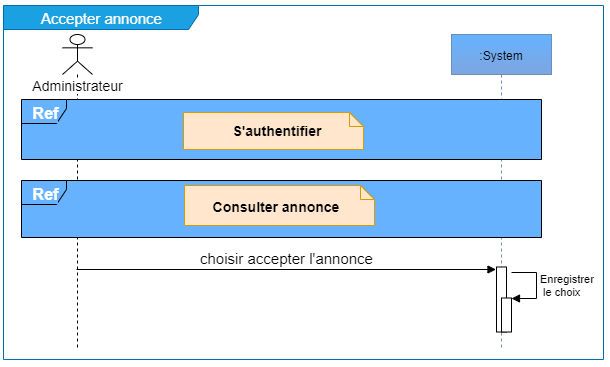 Accepter annonce
:System
Administrateur
Ref
S'authentifier
Ref
Consulter annonce
choisir accepter l'annonce
Enregistrer
le choix